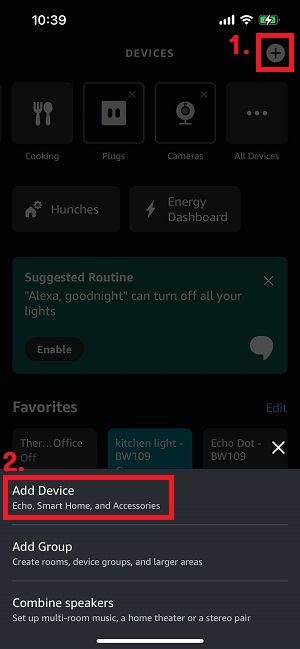 10:39
1.
DEVICES
Cooking
Plugs
Cameras
All Devices
Hunches
Energy
Dashboard
Suggested Routine
"Alexa, goodnight" can turn off all your
lights
Enable
Favorites
Edit
Ther...Office
Off
kitchen light -
BW109
Echo Dot -
BW109
2.
Add Device
Echo, Smart Home, and Accessories
Add Group
Create rooms, device groups, and larger areas
Combine speakers
Set up multi-room music, a home theater or a stereo pair